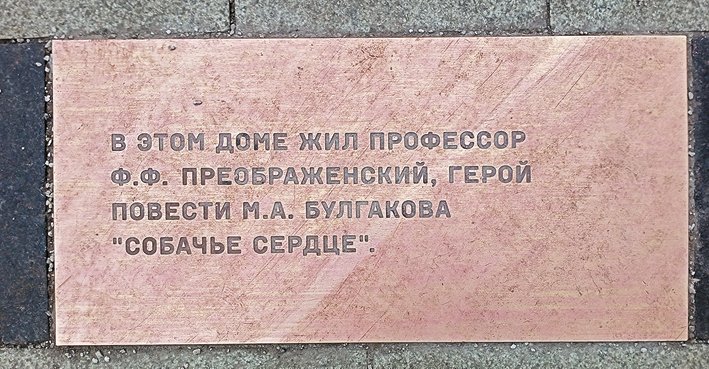 В ЭТОМ ДОМЕ ЖИЛ ПРОФЕССОР
Ф.Ф. ПРЕОБРАЖЕНСКИЙ, ГЕРОЙ
ПОВЕСТИ М.А. БУЛГАКОВА
"СОБАЧЬЕ СЕРДЦЕ".